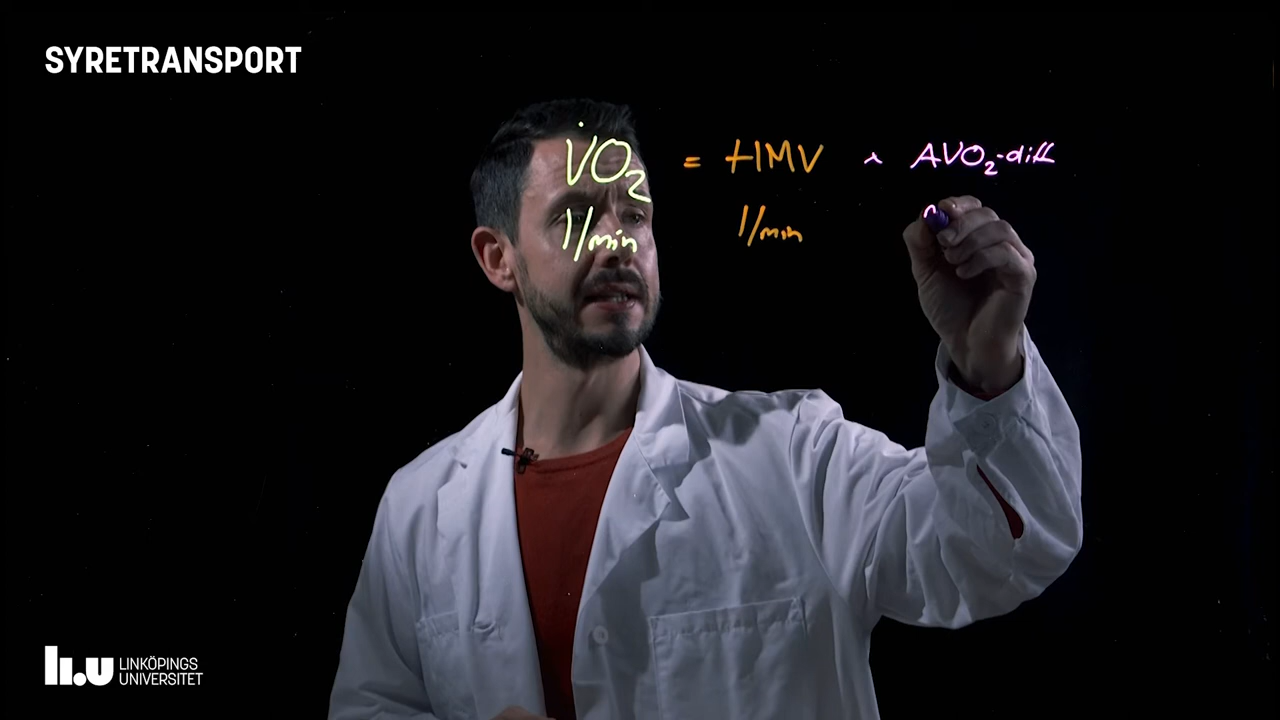 SYRETRANSPORT
V̇O₂ = HMV × AVO₂-diff
l/min l/min
LINKÖPINGS
UNIVERSITET